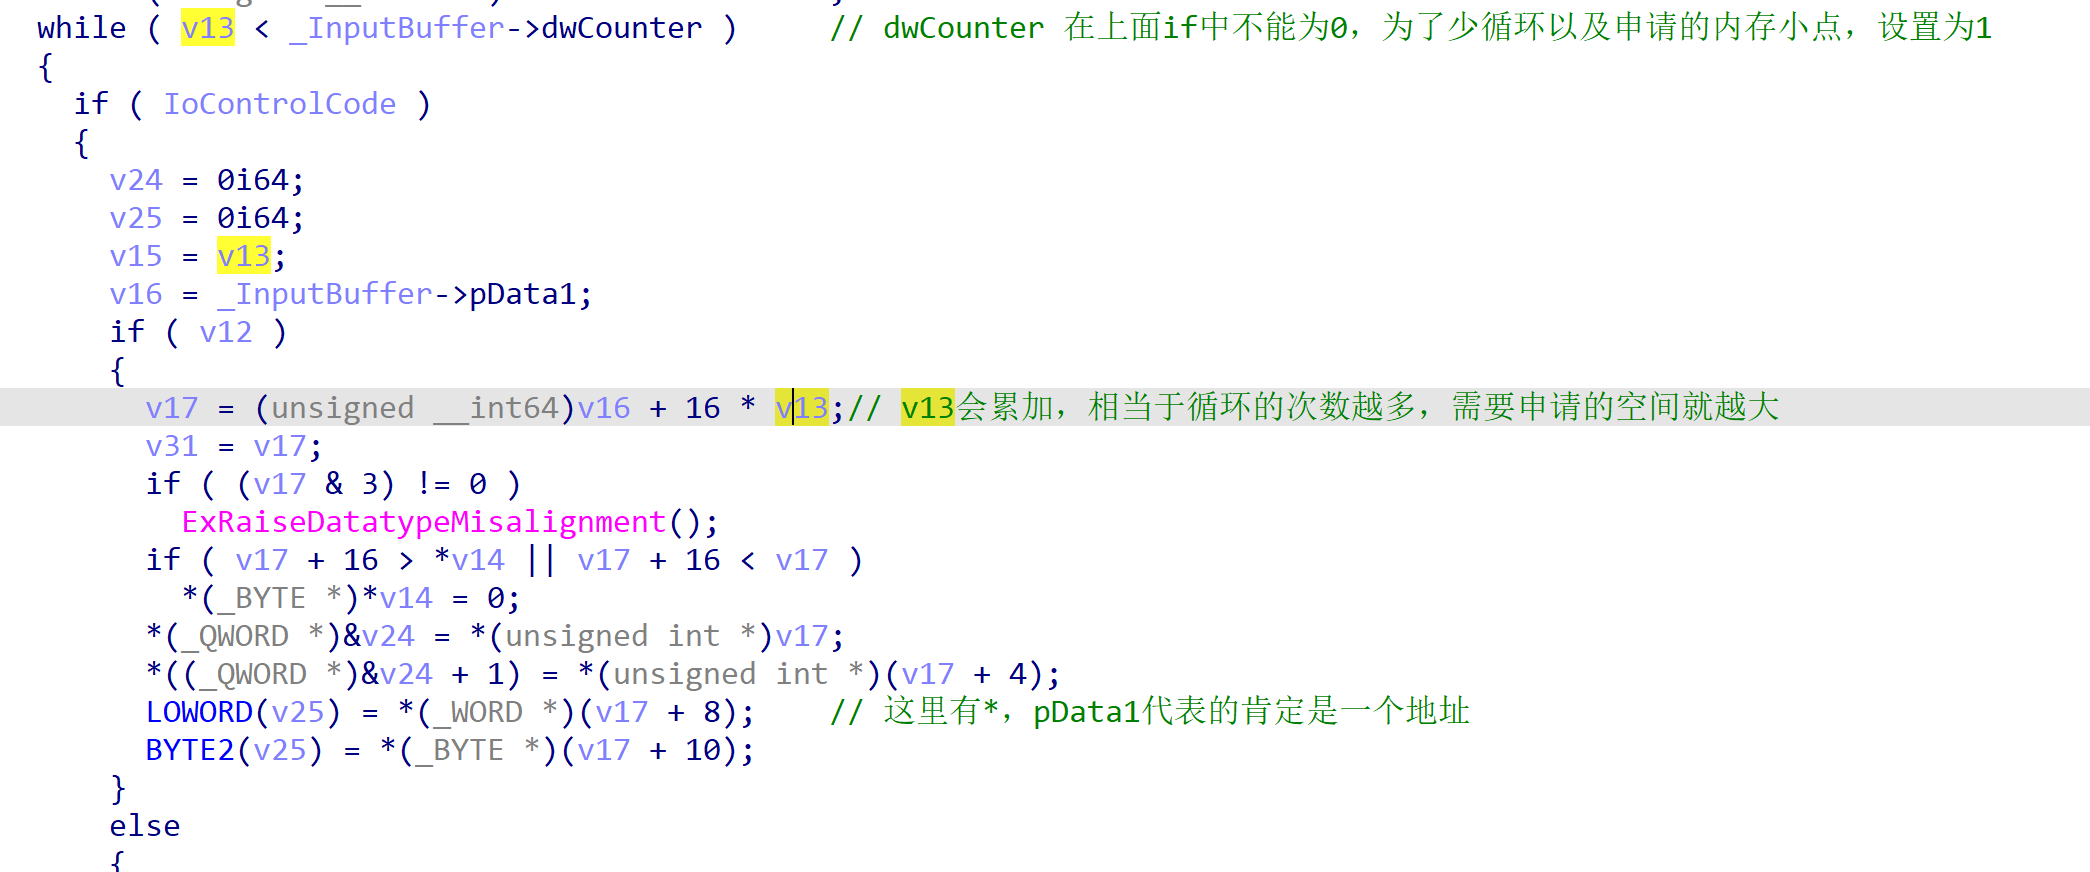 while ( v13 < _InputBuffer->dwCounter )     // dwCounter 在上面if中不能为0，为了少循环以及申请的内存小点，设置为1
{
  if ( IoControlCode )
  {
    v24 = 0i64;
    v25 = 0i64;
    v15 = v13;
    v16 = _InputBuffer->pData1;
    if ( v12 )
    {
      v17 = (unsigned __int64)v16 + 16 * v13;// v13会累加，相当于循环的次数越多，需要申请的空间就越大
      v31 = v17;
      if ( (v17 & 3) != 0 )
        ExRaiseDatatypeMisalignment();
      if ( v17 + 16 > *v14 || v17 + 16 < v17 )
        *(_BYTE *)*v14 = 0;
      *(_QWORD *)&v24 = *(unsigned int *)v17;
      *((_QWORD *)&v24 + 1) = *(unsigned int *)(v17 + 4);
      LOWORD(v25) = *(_WORD *)(v17 + 8);    // 这里有*，pData1代表的肯定是一个地址
      BYTE2(v25) = *(_BYTE *)(v17 + 10);
    }
    else
    {